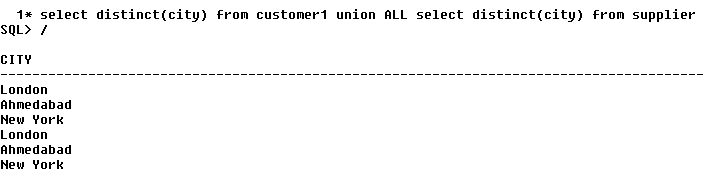 1* select distinct(city) from customer1 union ALL select distinct(city) from supplier
SQL> /
CITY
--------------------------------------------------------------------------------
London
Ahmedabad
New York
London
Ahmedabad
New York